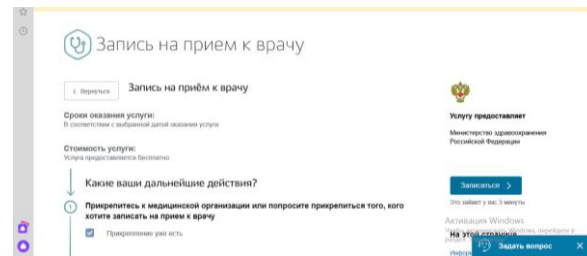 Запись на прием к врачу
Вернуться
Запись на приём к врачу
Сроки оказания услуги:
В соответствии с выбранной датой оказания услуги
Стоимость услуги:
Услуга предоставляется бесплатно
Какие ваши дальнейшие действия?
1
Прикрепитесь к медицинской организации или попросите прикрепиться того, кого
хотите записать на прием к врачу
Прикрепление уже есть
Услугу предоставляет
Министерство здравоохранения
Российской Федерации
Записаться
Это займет у вас 3 минуты
Активация Windows
На этой странице
Задать вопрос